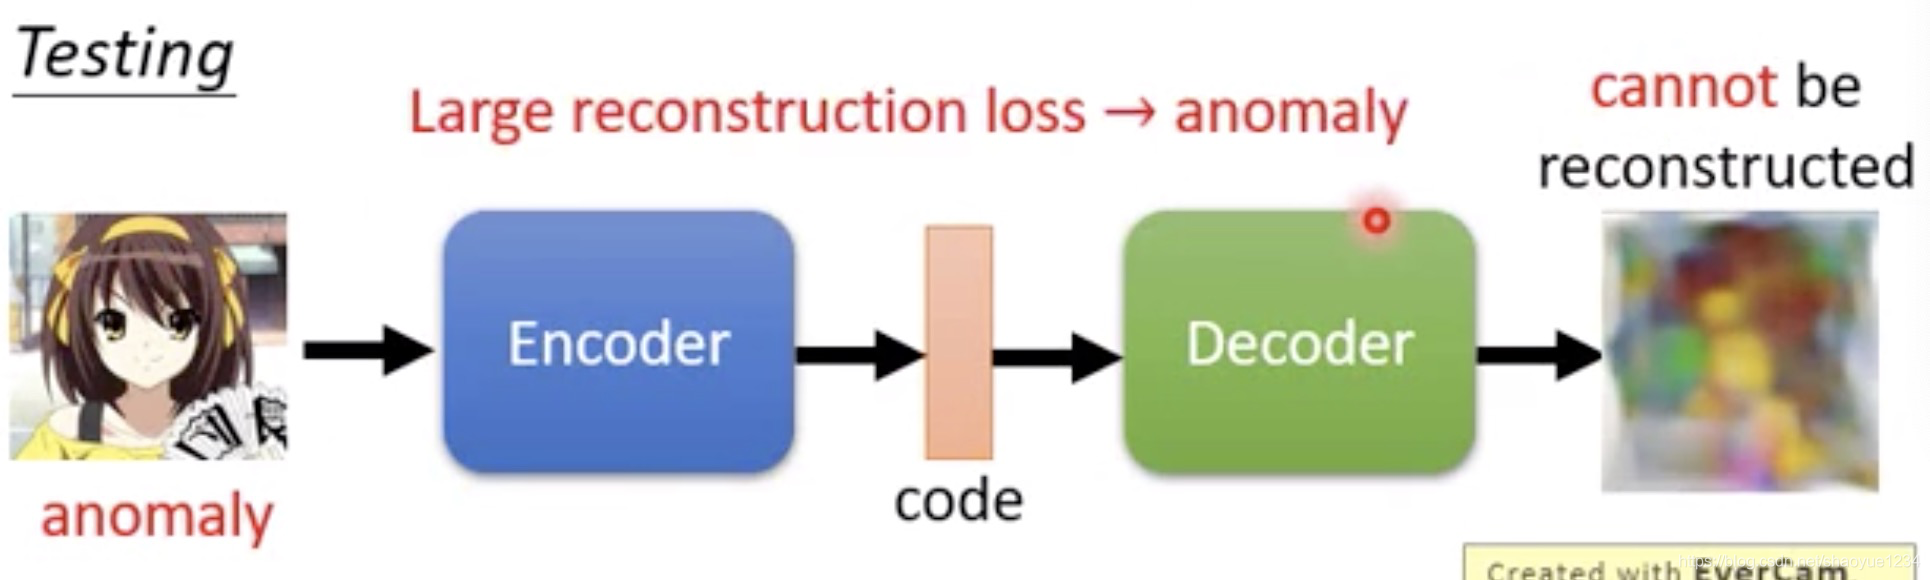 Testing
Large reconstruction loss → anomaly
cannot be
reconstructed
Encoder
Decoder
code
anomaly
https://blog.csdn.net/shaoyue1234
Created with EverCam